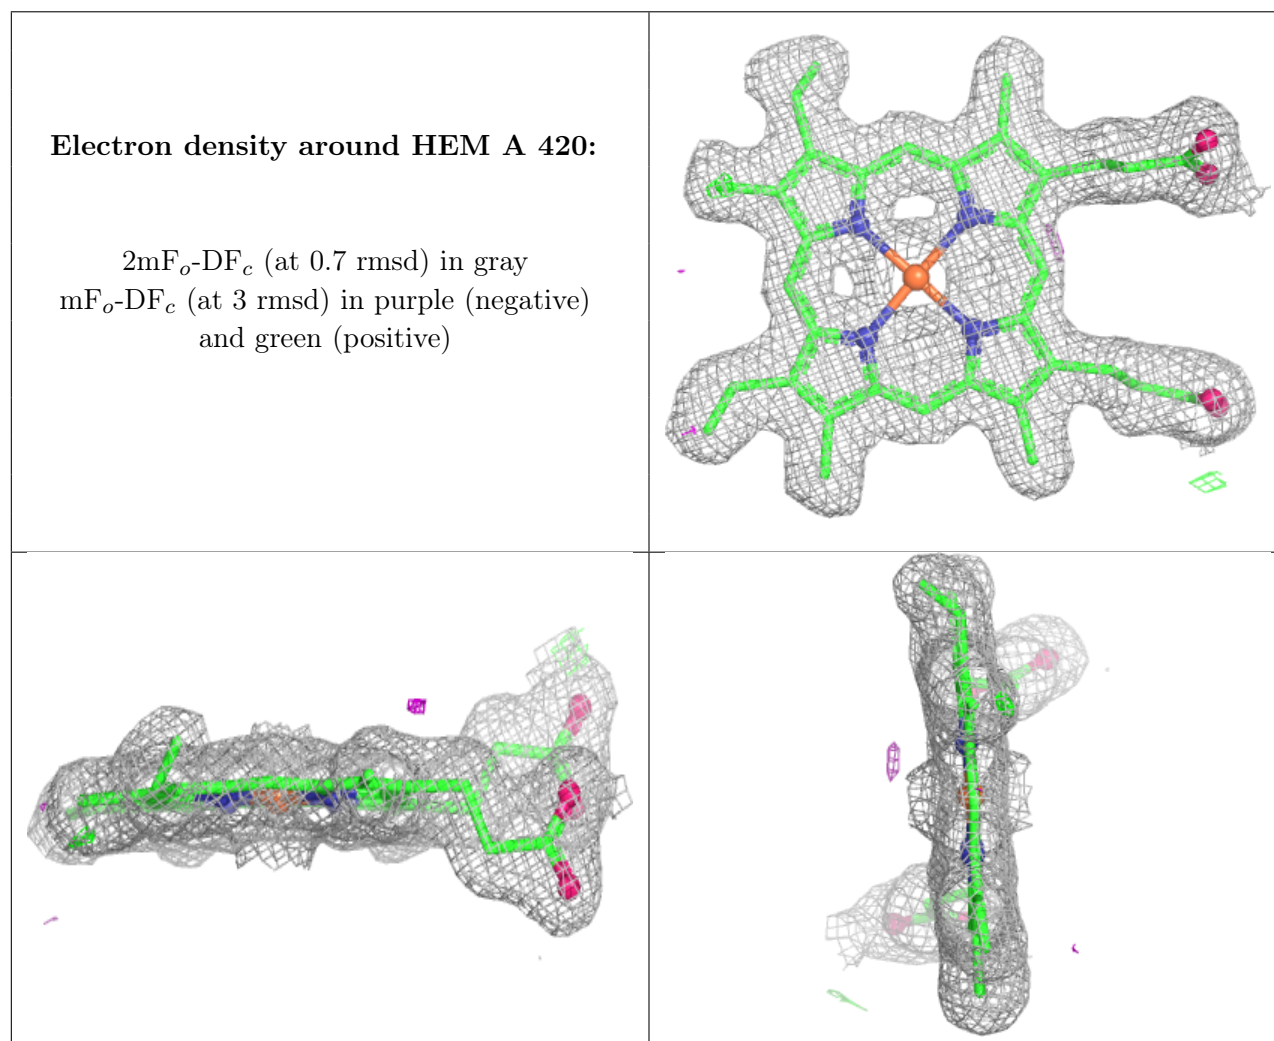 Electron density around HEM A 420:
2mFₒ-DF𝒸 (at 0.7 rmsd) in gray
mFₒ-DF𝒸 (at 3 rmsd) in purple (negative)
and green (positive)